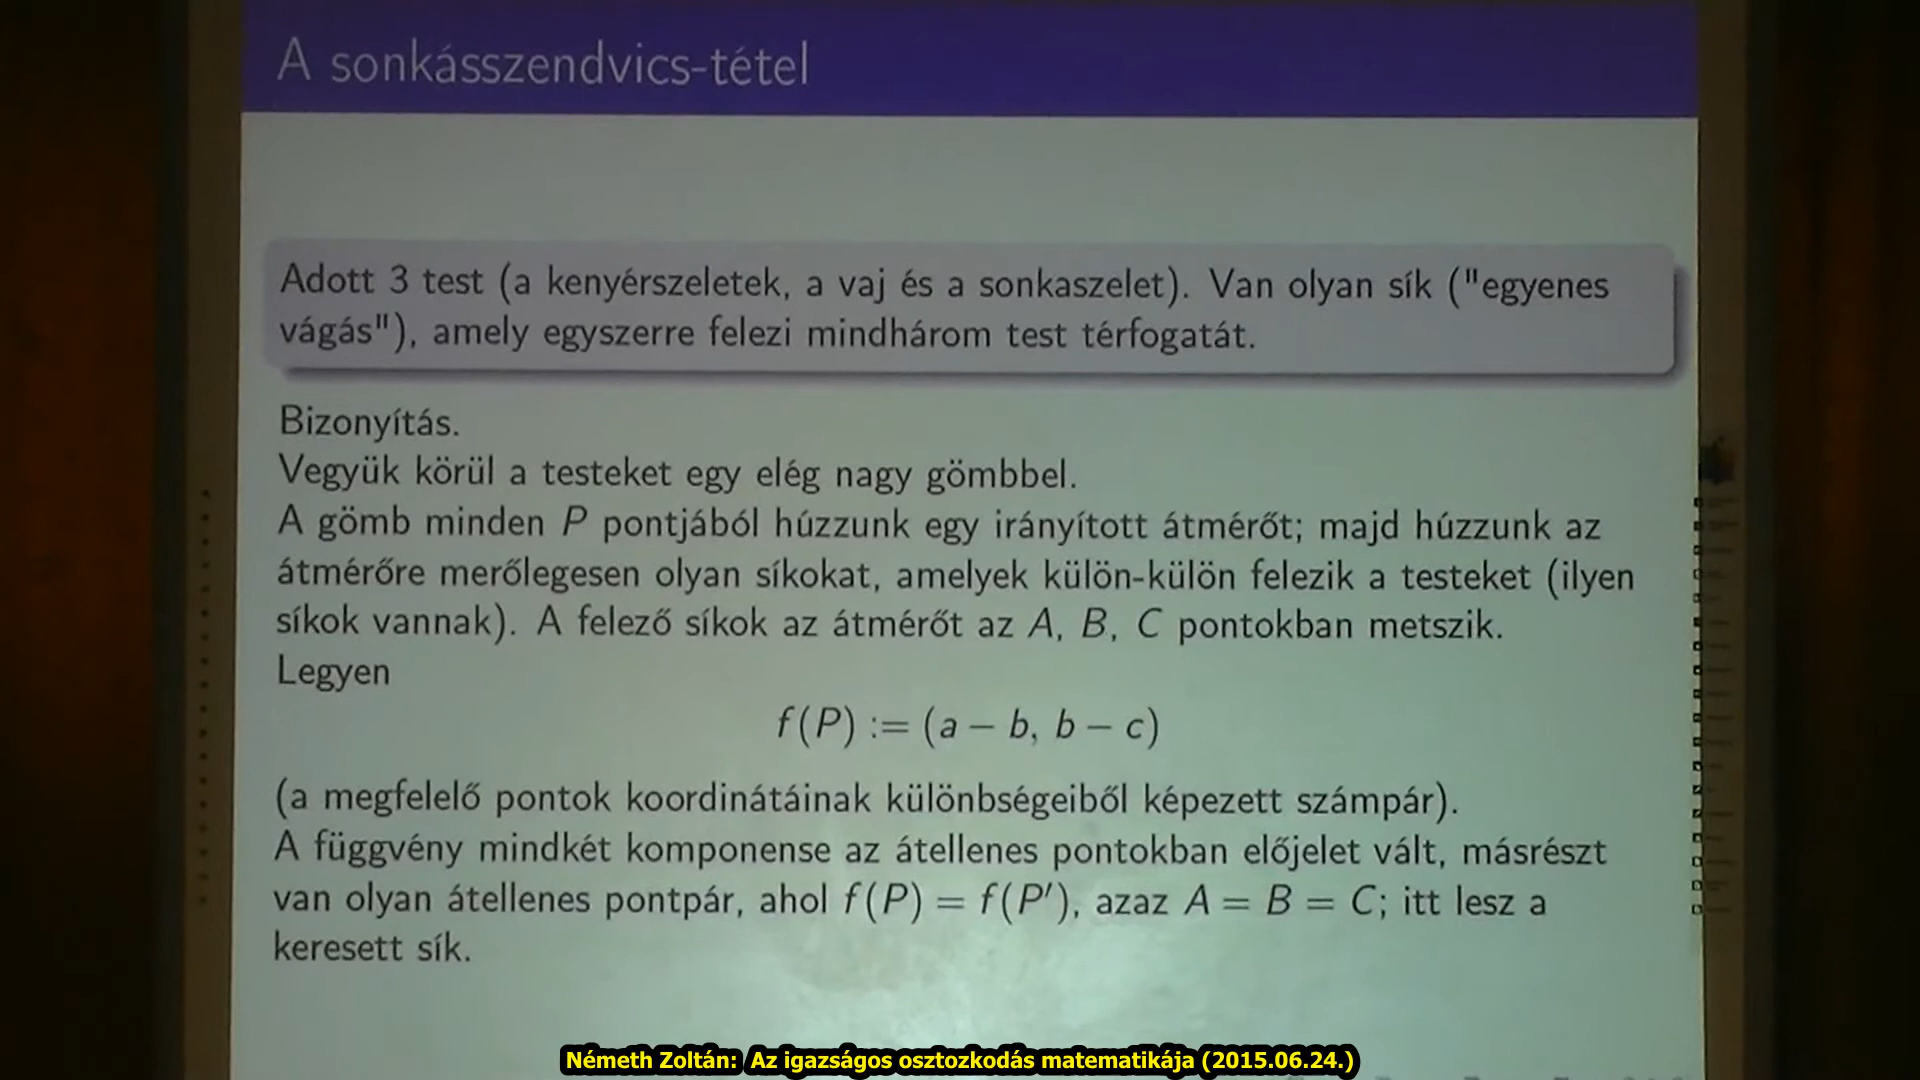 A sonkásszendvics-tétel
Adott 3 test (a kenyérszeletek, a vaj és a sonkaszelet). Van olyan sík ("egyenes
vágás"), amely egyszerre felezi mindhárom test térfogatát.
Bizonyítás.
Vegyük körül a testeket egy elég nagy gömbbel.
A gömb minden P pontjából húzzunk egy irányított átmérőt; majd húzzunk az
átmérőre merőlegesen olyan síkokat, amelyek külön-külön felezik a testeket (ilyen
síkok vannak). A felező síkok az átmérőt az A, B, C pontokban metszik.
Legyen
f(P) := (a − b, b − c)
(a megfelelő pontok koordinátáinak különbségeiből képezett számpár).
A függvény mindkét komponense az átellenes pontokban előjelet vált, másrészt
van olyan átellenes pontpár, ahol f(P) = f(P′), azaz A = B = C; itt lesz a
keresett sík.
Németh Zoltán: Az igazságos osztozkodás matematikája (2015.06.24.)